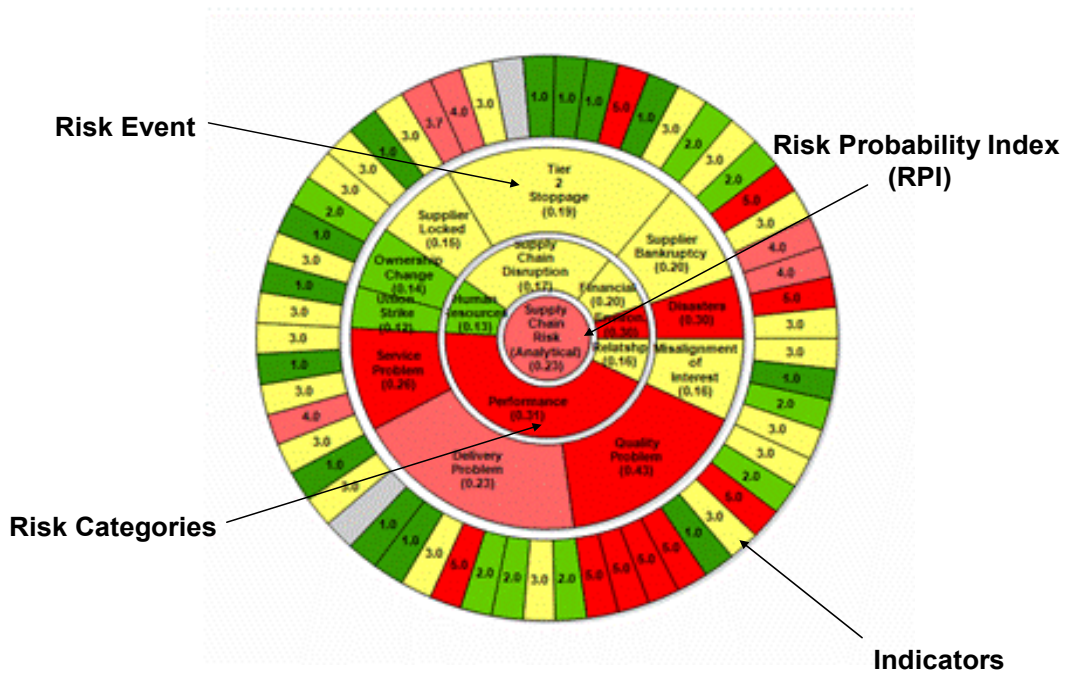 Risk Event
Risk Probability Index
(RPI)
Risk Categories
Indicators
Tier
2
Stoppage
(0.19)
Supplier
Locked
(0.15)
Supplier
Bankruptcy
(0.20)
Ownership
Change
(0.14)
Union
Strike
(0.12)
Disasters
(0.30)
Misalignment
of
Interest
(0.16)
Service
Problem
(0.26)
Delivery
Problem
(0.23)
Quality
Problem
(0.43)
Supply
Chain
Disruption
(0.17)
Financial
(0.20)
Human
Resources
(0.13)
Environ.
(0.30)
Relatshp
(0.16)
Performance
(0.31)
Supply
Chain
Risk
(Analytical)
(0.23)
1.0
1.0
1.0
5.0
1.0
3.0
2.0
3.0
2.0
5.0
3.0
4.0
4.0
5.0
3.0
3.0
1.0
2.0
3.0
3.0
2.0
5.0
3.0
1.0
5.0
5.0
5.0
5.0
2.0
3.0
2.0
2.0
5.0
3.0
1.0
1.0
3.0
1.0
3.0
4.0
3.0
1.0
3.0
3.0
1.0
3.0
1.0
2.0
3.0
3.0
1.0
3.0
3.7
4.0
3.0